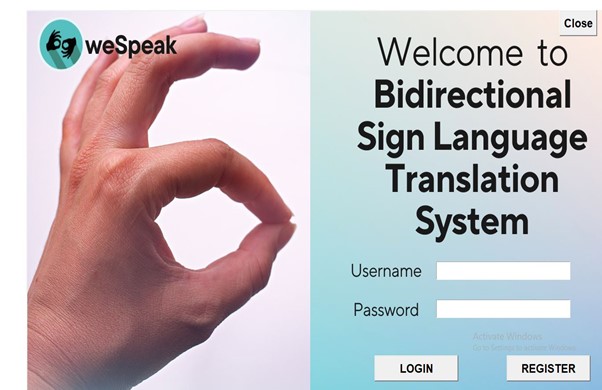 weSpeak
Close
Welcome to
Bidirectional
Sign Language
Translation
System
Username
Password
Activate Windows
Go to Settings to activate Windows.
LOGIN
REGISTER